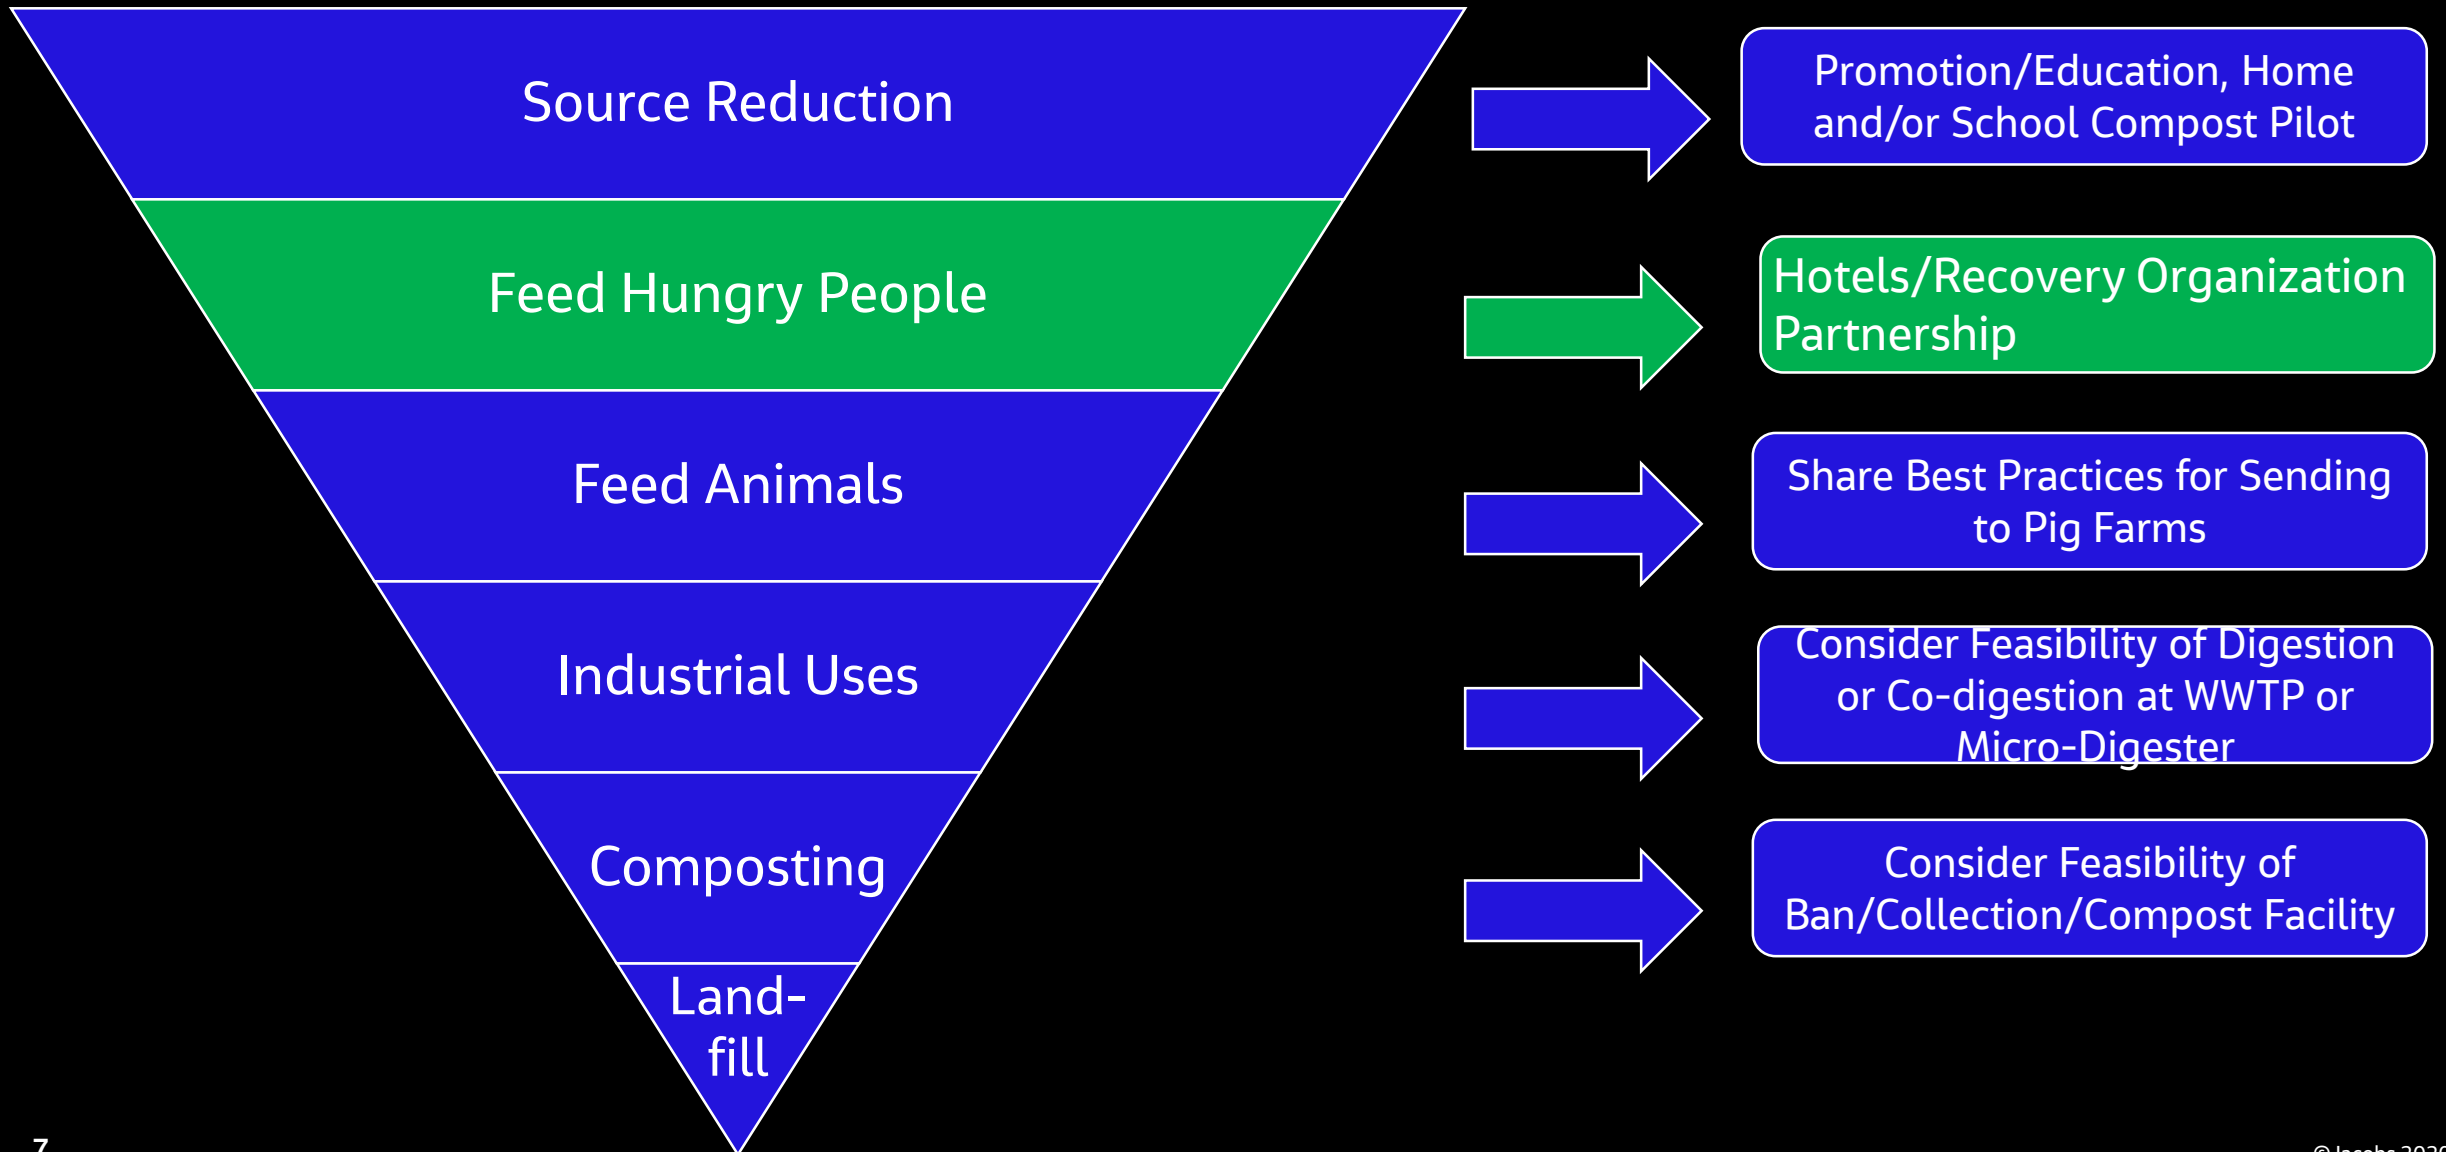 Source Reduction
Promotion/Education, Home
and/or School Compost Pilot
Feed Hungry People
Hotels/Recovery Organization
Partnership
Feed Animals
Share Best Practices for Sending
to Pig Farms
Industrial Uses
Consider Feasibility of Digestion
or Co-digestion at WWTP or
Micro-Digester
Composting
Consider Feasibility of
Ban/Collection/Compost Facility
Land-
fill
7
© Jacobs 2020